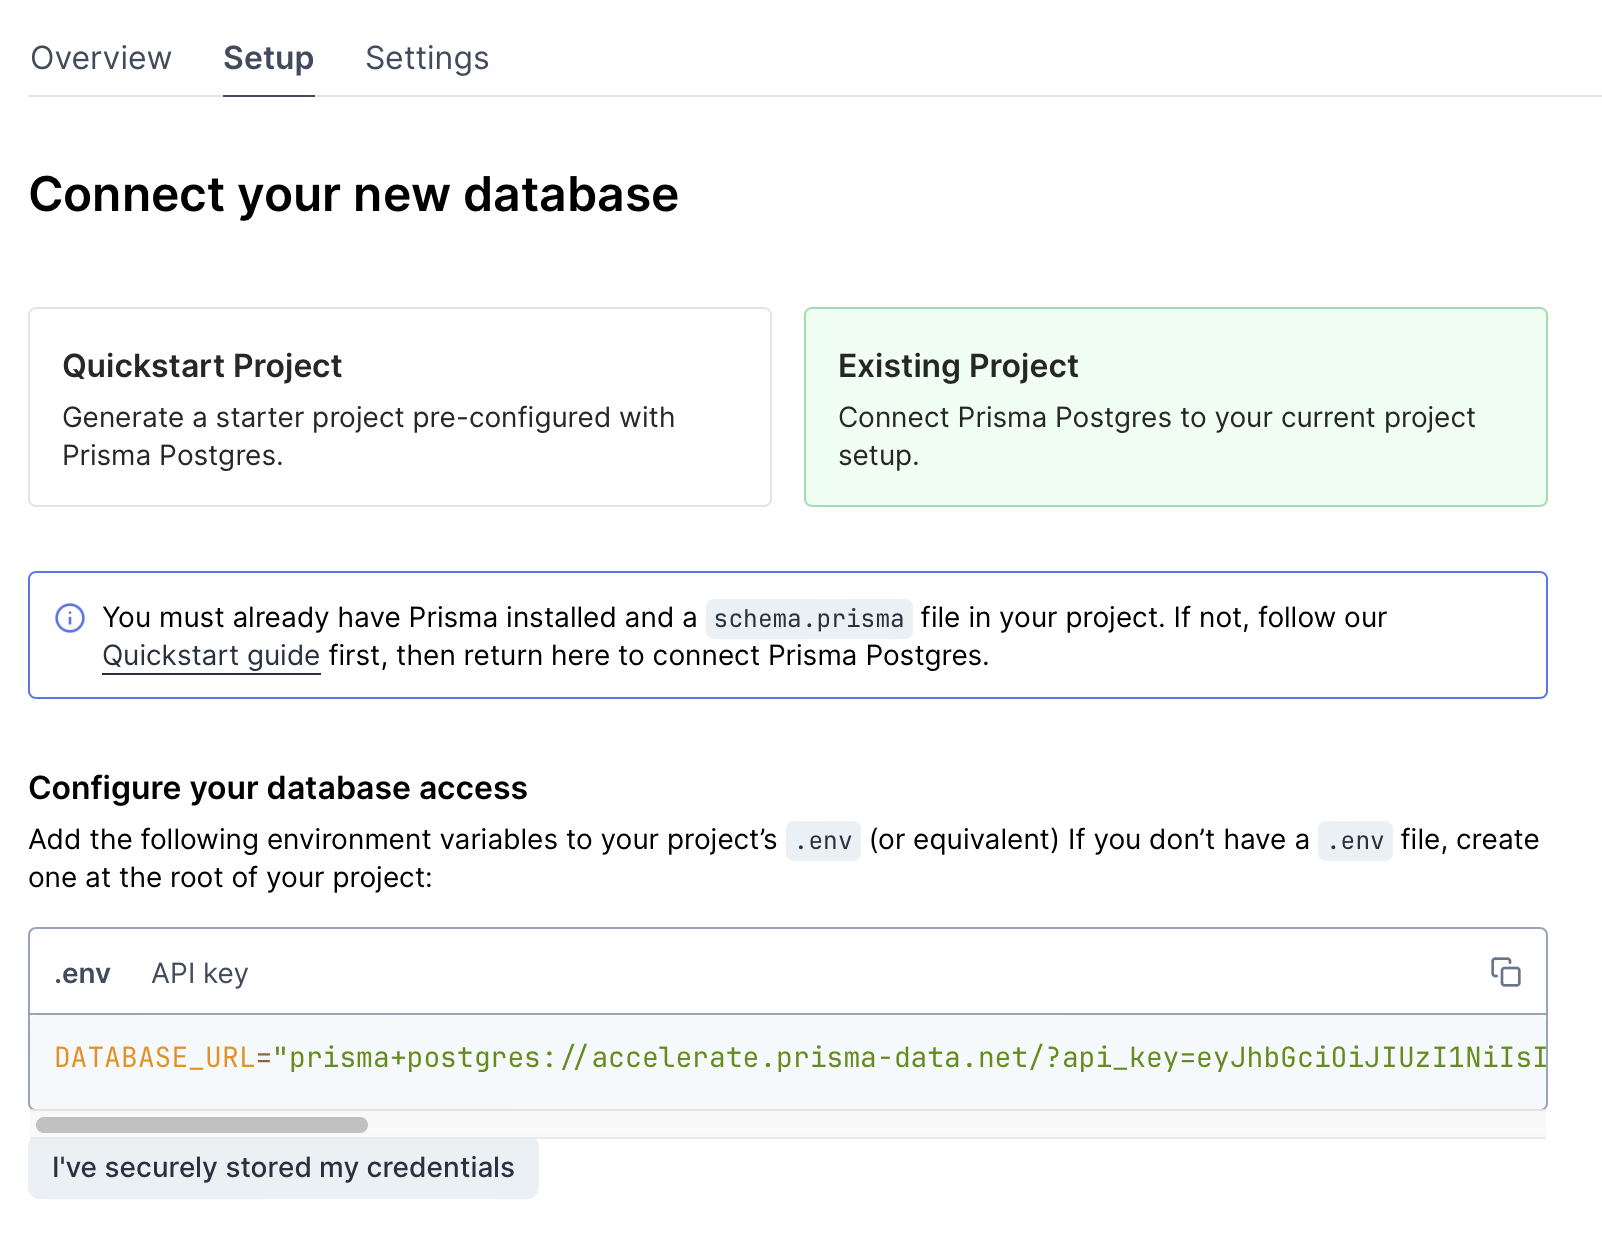 Overview Setup Settings
Connect your new database
Quickstart Project
Generate a starter project pre-configured with
Prisma Postgres.
Existing Project
Connect Prisma Postgres to your current project
setup.
You must already have Prisma installed and a schema.prisma file in your project. If not, follow our
Quickstart guide first, then return here to connect Prisma Postgres.
Configure your database access
Add the following environment variables to your project’s .env (or equivalent) If you don’t have a .env file, create
one at the root of your project:
.env API key
DATABASE_URL="prisma+postgres://accelerate.prisma-data.net/?api_key=eyJhbGciOiJIUzI1NiIsI
I've securely stored my credentials